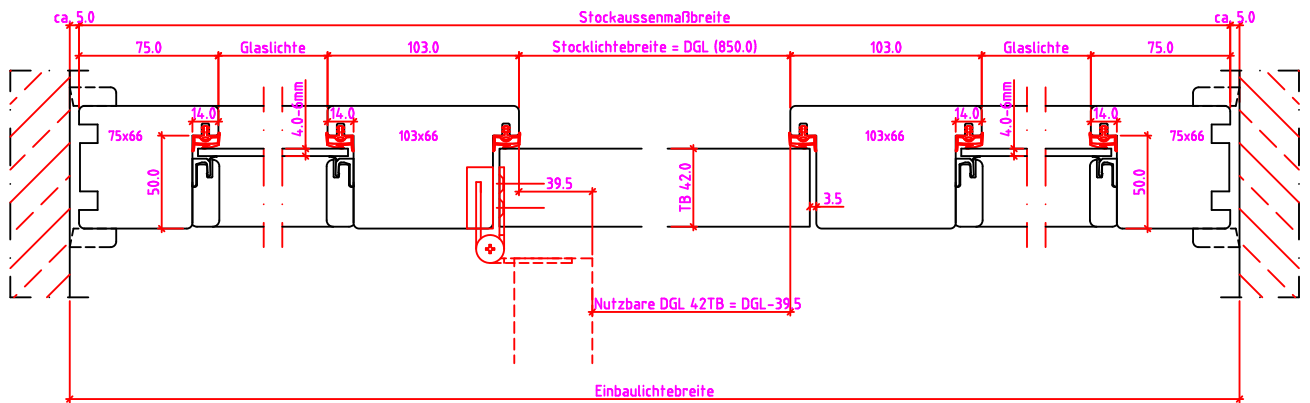 ca. 5.0 Stockaussenmaßbreite ca. 5.0
75.0 Glaslichte 103.0 Stocklichtebreite = DGL (850.0) 103.0 Glaslichte 75.0
14.0 4.0-6mm 14.0 14.0 4.0-6mm 14.0
75x66 103x66 103x66 75x66
50.0 39.5 TB 42.0 3.5 50.0
Nutzbare DGL 42TB = DGL-39.5
Einbaulichtebreite